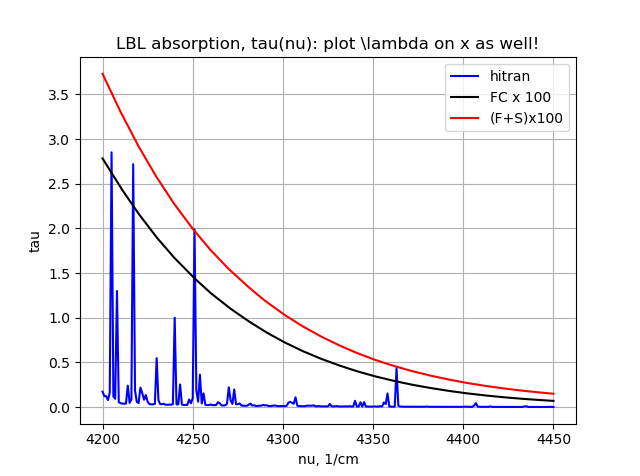 LBL absorption, tau(nu): plot \lambda on x as well!
hitran
FC x 100
(F+S)x100
3.5
3.0
2.5
2.0
1.5
1.0
0.5
0.0
tau
4200 4250 4300 4350 4400 4450
nu, 1/cm